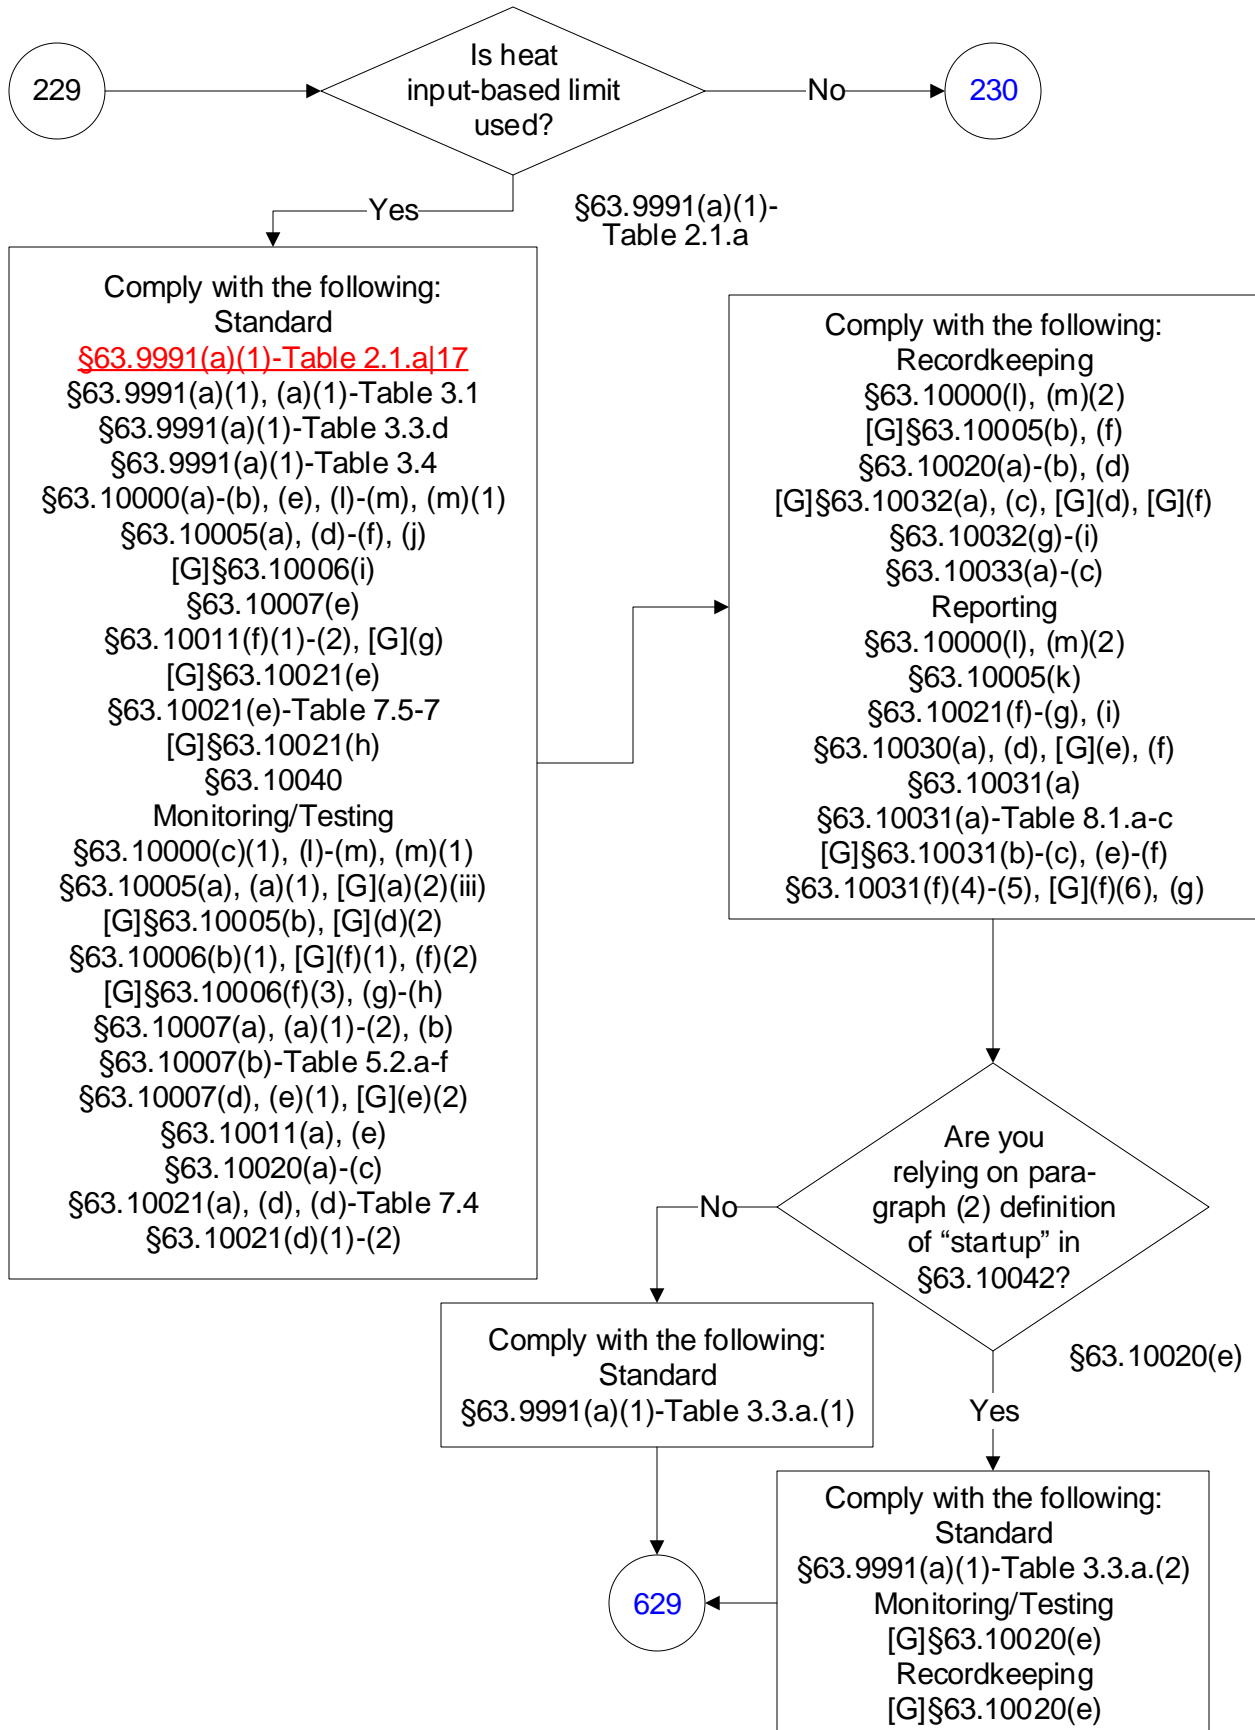 229
Is heat
input-based limit
used?
No
230
Yes
§63.9991(a)(1)-
Table 2.1.a
Comply with the following:
Standard
§63.9991(a)(1)-Table 2.1.a|17
§63.9991(a)(1), (a)(1)-Table 3.1
§63.9991(a)(1)-Table 3.3.d
§63.9991(a)(1)-Table 3.4
§63.10000(a)-(b), (e), (l)-(m), (m)(1)
§63.10005(a), (d)-(f), (j)
[G]§63.10006(i)
§63.10007(e)
§63.10011(f)(1)-(2), [G](g)
[G]§63.10021(e)
§63.10021(e)-Table 7.5-7
[G]§63.10021(h)
§63.10040
Monitoring/Testing
§63.10000(c)(1), (l)-(m), (m)(1)
§63.10005(a), (a)(1), [G](a)(2)(iii)
[G]§63.10005(b), [G](d)(2)
§63.10006(b)(1), [G](f)(1), (f)(2)
[G]§63.10006(f)(3), (g)-(h)
§63.10007(a), (a)(1)-(2), (b)
§63.10007(b)-Table 5.2.a-f
§63.10007(d), (e)(1), [G](e)(2)
§63.10011(a), (e)
§63.10020(a)-(c)
§63.10021(a), (d), (d)-Table 7.4
§63.10021(d)(1)-(2)
Comply with the following:
Recordkeeping
§63.10000(l), (m)(2)
[G]§63.10005(b), (f)
§63.10020(a)-(b), (d)
[G]§63.10032(a), (c), [G](d), [G](f)
§63.10032(g)-(i)
§63.10033(a)-(c)
Reporting
§63.10000(l), (m)(2)
§63.10005(k)
§63.10021(f)-(g), (i)
§63.10030(a), (d), [G](e), (f)
§63.10031(a)
§63.10031(a)-Table 8.1.a-c
[G]§63.10031(b)-(c), (e)-(f)
§63.10031(f)(4)-(5), [G](f)(6), (g)
Are you
relying on para-
graph (2) definition
of “startup” in
§63.10042?
No
§63.10020(e)
Yes
Comply with the following:
Standard
§63.9991(a)(1)-Table 3.3.a.(1)
Comply with the following:
Standard
§63.9991(a)(1)-Table 3.3.a.(2)
Monitoring/Testing
[G]§63.10020(e)
Recordkeeping
[G]§63.10020(e)
629